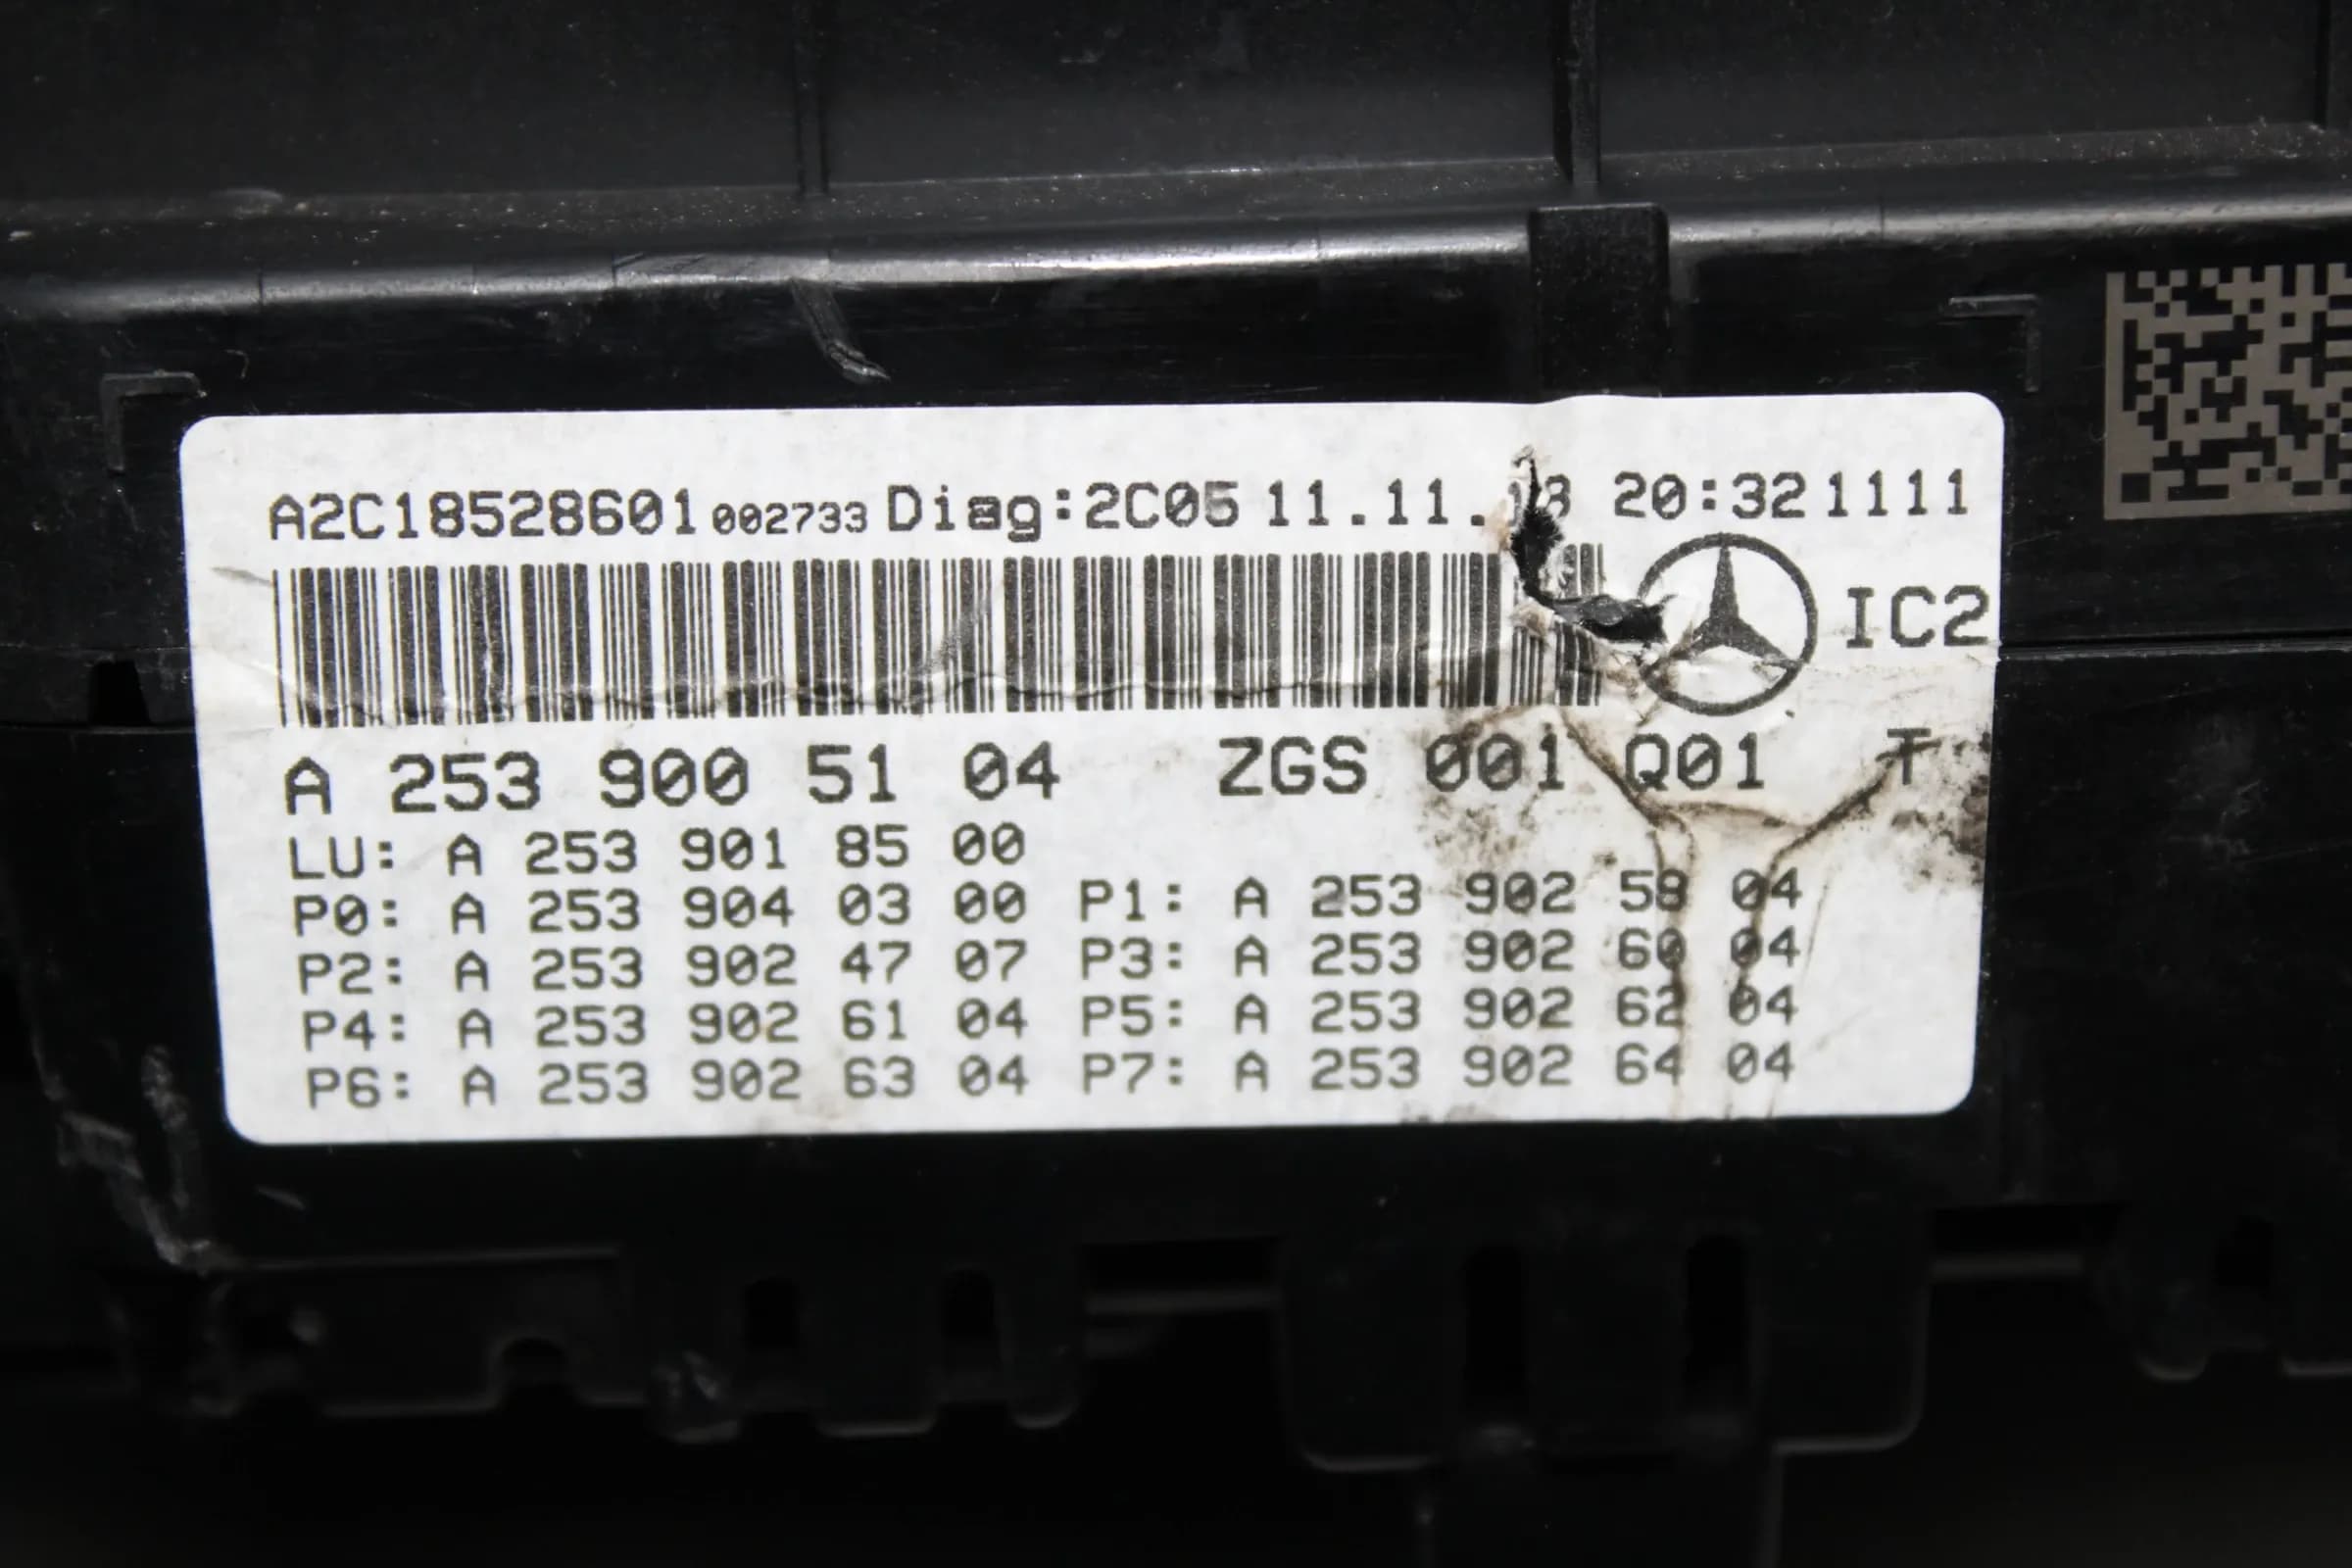 A2C18528601 002733 Diag:2C05 11.11.18 20:32 1111
IC2
A 253 900 51 04 ZGS 001 Q01 T
LU: A 253 901 85 00
P0: A 253 904 03 00 P1: A 253 902 58 04
P2: A 253 902 47 07 P3: A 253 902 60 04
P4: A 253 902 61 04 P5: A 253 902 62 04
P6: A 253 902 63 04 P7: A 253 902 64 04